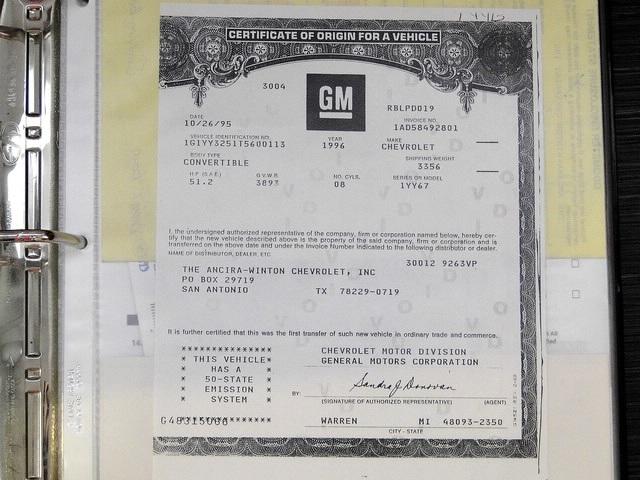 CERTIFICATE OF ORIGIN FOR A VEHICLE
3004
GM
RBLPD019
DATE
10/26/95
INVOICE NO.
1AD58492801
VEHICLE IDENTIFICATION NO.
1G1YY3251T5600113
YEAR
1996
MAKE
CHEVROLET
BODY TYPE
CONVERTIBLE
SHIPPING WEIGHT
3356
H.P. (S.A.E.)
51.2
G.V.W.R.
3893
NO. CYLS.
08
SERIES OR MODEL
1YY67
I, the undersigned authorized representative of the company, firm or corporation named below, hereby cer-
tify that the new vehicle described above is the property of the said company, firm or corporation and is
transferred on the above date and under the Invoice Number indicated to the following distributor or dealer.
NAME OF DISTRIBUTOR, DEALER, ETC.
30012 9263VP
THE ANCIRA-WINTON CHEVROLET, INC
PO BOX 29719
SAN ANTONIO TX 78229-0719
It is further certified that this was the first transfer of such new vehicle in ordinary trade and commerce.
***************
* THIS VEHICLE*
* HAS A *
* 50-STATE *
* EMISSION *
* SYSTEM *
CHEVROLET MOTOR DIVISION
GENERAL MOTORS CORPORATION
BY: Sandra J. Donovan
(SIGNATURE OF AUTHORIZED REPRESENTATIVE) (AGENT)
WARREN MI 48093-2350
CITY - STATE